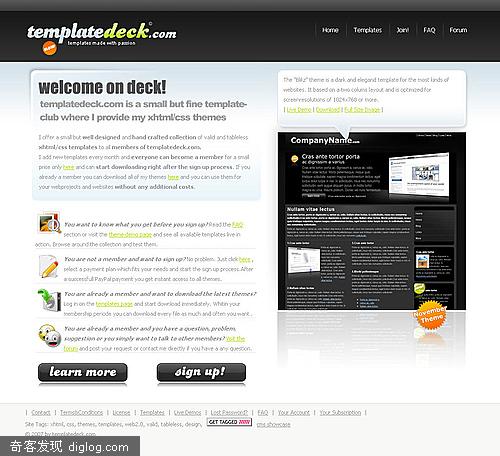 templatedeck.com
templates made with passion
Home Templates Join! FAQ Forum
welcome on deck!
templatedeck.com is a small but fine template-
club where I provide my xhtml/css themes
I offer a small but well designed and hand crafted collection of valid and tableless
xhtml/css templates to all members of templatedeck.com.
I add new templates every month and everyone can become a member for a small
price only here and can start downloading right after the sign up process. If you
already a member you can download all of my themes here and you can use them for
your webprojects and websites without any additional costs.
You want to know what you get before you sign up? Read the FAQ
section or visit the theme-demo page and see all available templates live in
action. Browse around the collection and test them.
You are not a member and want to sign up? No problem. Just click here ,
select a payment plan which fits your needs and start the sign up process. After
a successfull PayPal payment you get instant access to all themes.
You are already a member and want to download the latest themes?
Log in on the templates page and start download immediately. Whitin your
membership periode you can download every file as much and often you want.
You are already a member and you have a question, problem,
suggestion or you simply want to talk to other members? Visit the
forum and post your request or contact me directly if you have a any question.
learn more sign up!
The "Blitz" theme is a dark and elegand template for the most kinds of
websites. It based on a two colums layout and is optimized for
screenresolutions of 1024x768 or more.
| Live Demo | Download | Full Size Image |
CompanyName.com
Cras ante tortor porta
ac dignissim a varius
Nullam vitae lectus
November
Theme
| Contact | Terms&Conditions | License | Templates | Live Demos | Lost Password? | FAQ | Your Account | Your Subscription |
Site Tags: xhtml, css, themes, templates, web2.0, valid, tableless, design, GET TAGGED cms showcase
© 2007 by templatedeck.com
奇客发现 diglog.com